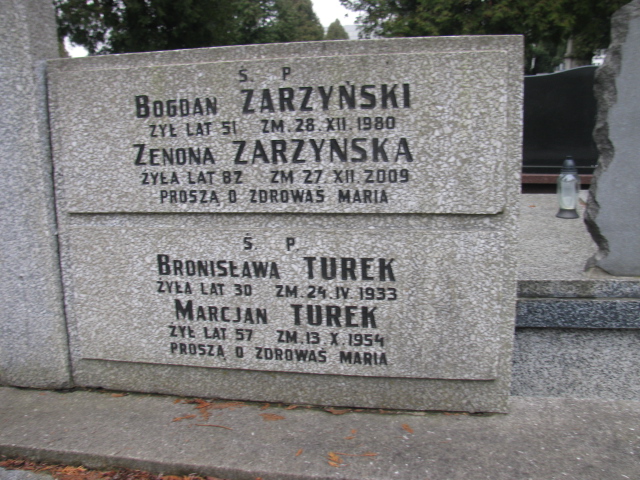 Ś. P.
BOGDAN ZARZYŃSKI
ŻYŁ LAT 51 ZM. 28. XII. 1980
ZENONA ZARZYŃSKA
ŻYŁA LAT 82 ZM 27. XII. 2009
PROSZĄ O ZDROWAŚ MARIA
Ś. P.
BRONISŁAWA TUREK
ŻYŁA LAT 30 ZM. 24. IV. 1933
MARCJAN TUREK
ŻYŁ LAT 57 ZM. 13 X. 1954
PROSZĄ O ZDROWAŚ MARIA